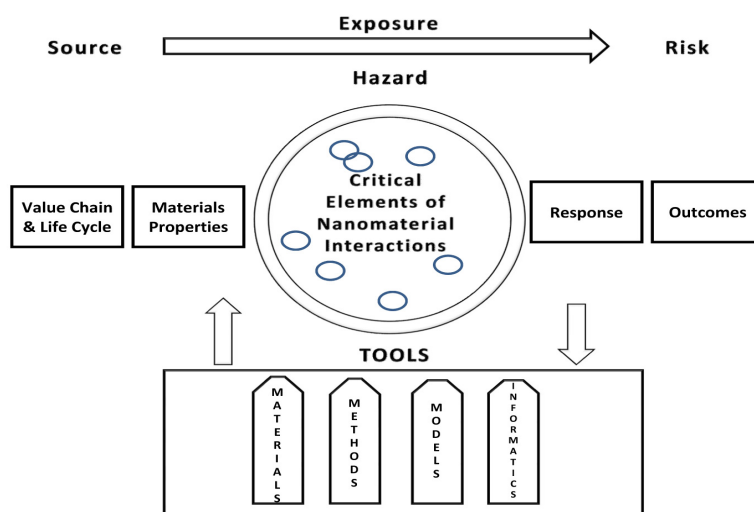 Exposure
Source
Risk
Hazard
Critical
Elements of
Nanomaterial
Interactions
Value Chain
& Life Cycle
Materials
Properties
Response
Outcomes
TOOLS
MATERIALS
METHODS
MODELS
INFORMATICS